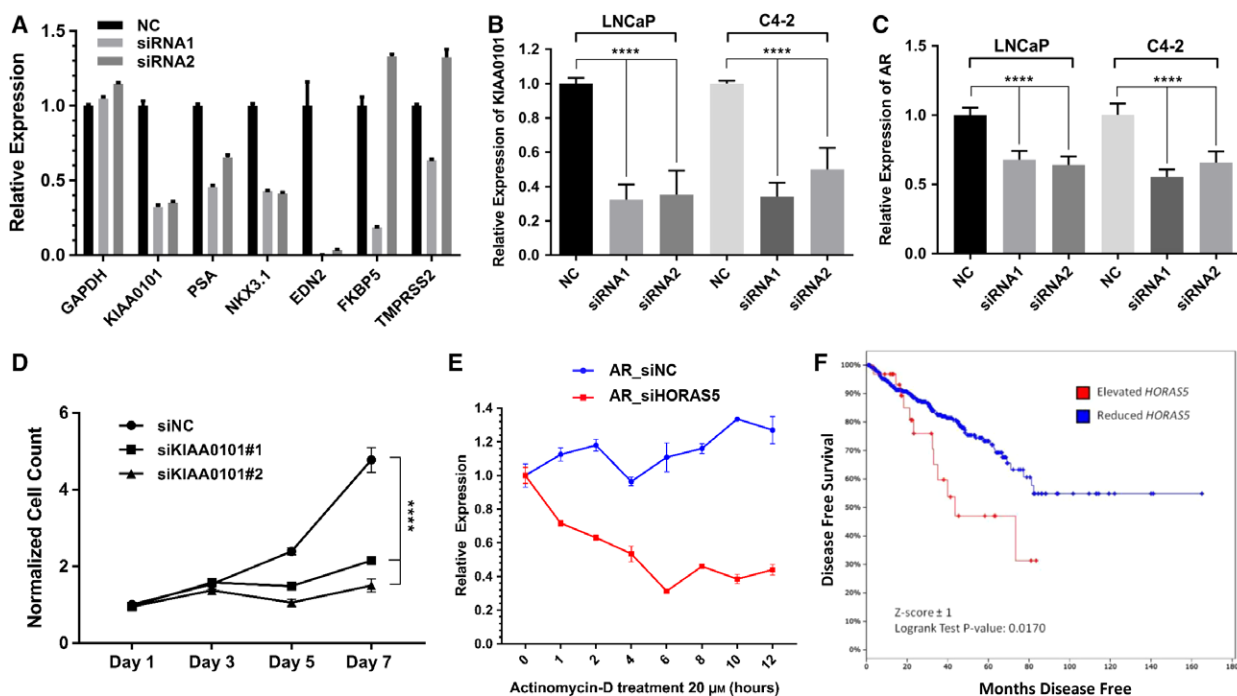 A
NC
siRNA1
siRNA2
Relative Expression
1.5
1.0
0.5
0.0
GAPDH
KIAA0101
PSA
NKX3.1
EDN2
FKBP5
TMPRSS2
B
LNCaP
C4-2
****
****
Relative Expression of KIAA0101
1.2
1.0
0.8
0.6
0.4
0.2
0.0
NC
siRNA1
siRNA2
NC
siRNA1
siRNA2
C
LNCaP
C4-2
****
****
Relative Expression of AR
1.5
1.0
0.5
0.0
NC
siRNA1
siRNA2
NC
siRNA1
siRNA2
D
siNC
siKIAA0101#1
siKIAA0101#2
****
Normalized Cell Count
6
4
2
0
Day 1
Day 3
Day 5
Day 7
E
AR_siNC
AR_siHORAS5
Relative Expression
1.4
1.2
1.0
0.8
0.6
0.4
0.2
0.0
0
1
2
4
6
8
10
12
Actinomycin-D treatment 20 μM (hours)
F
Elevated HORAS5
Reduced HORAS5
Disease Free Survival
100%
90%
80%
70%
60%
50%
40%
30%
20%
10%
0%
Z-score ± 1
Logrank Test P-value: 0.0170
0
20
40
60
80
100
120
140
160
Months Disease Free